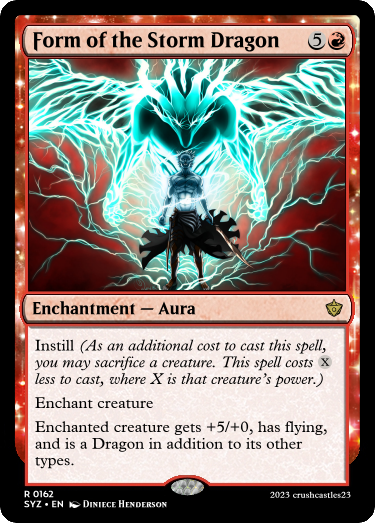 Form of the Storm Dragon 5
Enchantment — Aura
Instill (As an additional cost to cast this spell,
you may sacrifice a creature. This spell costs X
less to cast, where X is that creature's power.)
Enchant creature
Enchanted creature gets +5/+0, has flying,
and is a Dragon in addition to its other
types.
R 0162
SYZ • EN Diniece Henderson
2023 crushcastles23